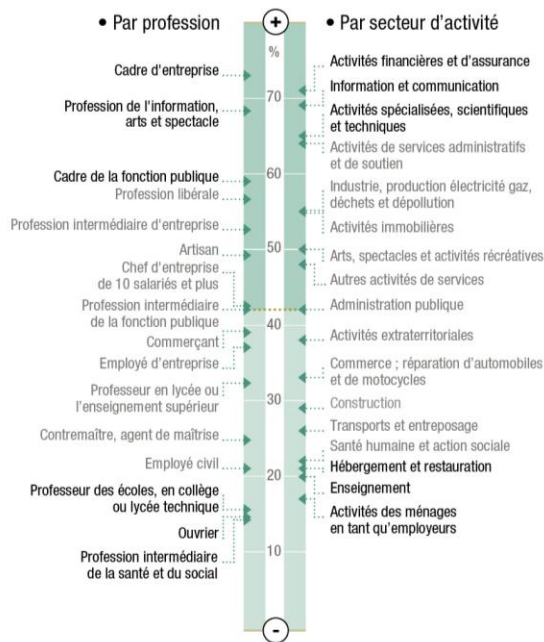 • Par profession
+
• Par secteur d'activité
%
70
60
50
40
30
20
10
-
Cadre d'entreprise
Profession de l'information,
arts et spectacle
Cadre de la fonction publique
Profession libérale
Profession intermédiaire d'entreprise
Artisan
Chef d'entreprise
de 10 salariés et plus
Profession intermédiaire
de la fonction publique
Commerçant
Employé d'entreprise
Professeur en lycée ou
l'enseignement supérieur
Contremaître, agent de maîtrise
Employé civil
Professeur des écoles, en collège
ou lycée technique
Ouvrier
Profession intermédiaire
de la santé et du social
Activités financières et d'assurance
Information et communication
Activités spécialisées, scientifiques
et techniques
Activités de services administratifs
et de soutien
Industrie, production électricité gaz,
déchets et dépollution
Activités immobilières
Arts, spectacles et activités récréatives
Autres activités de services
Administration publique
Activités extraterritoriales
Commerce ; réparation d'automobiles
et de motocycles
Construction
Transports et entreposage
Santé humaine et action sociale
Hébergement et restauration
Enseignement
Activités des ménages
en tant qu'employeurs